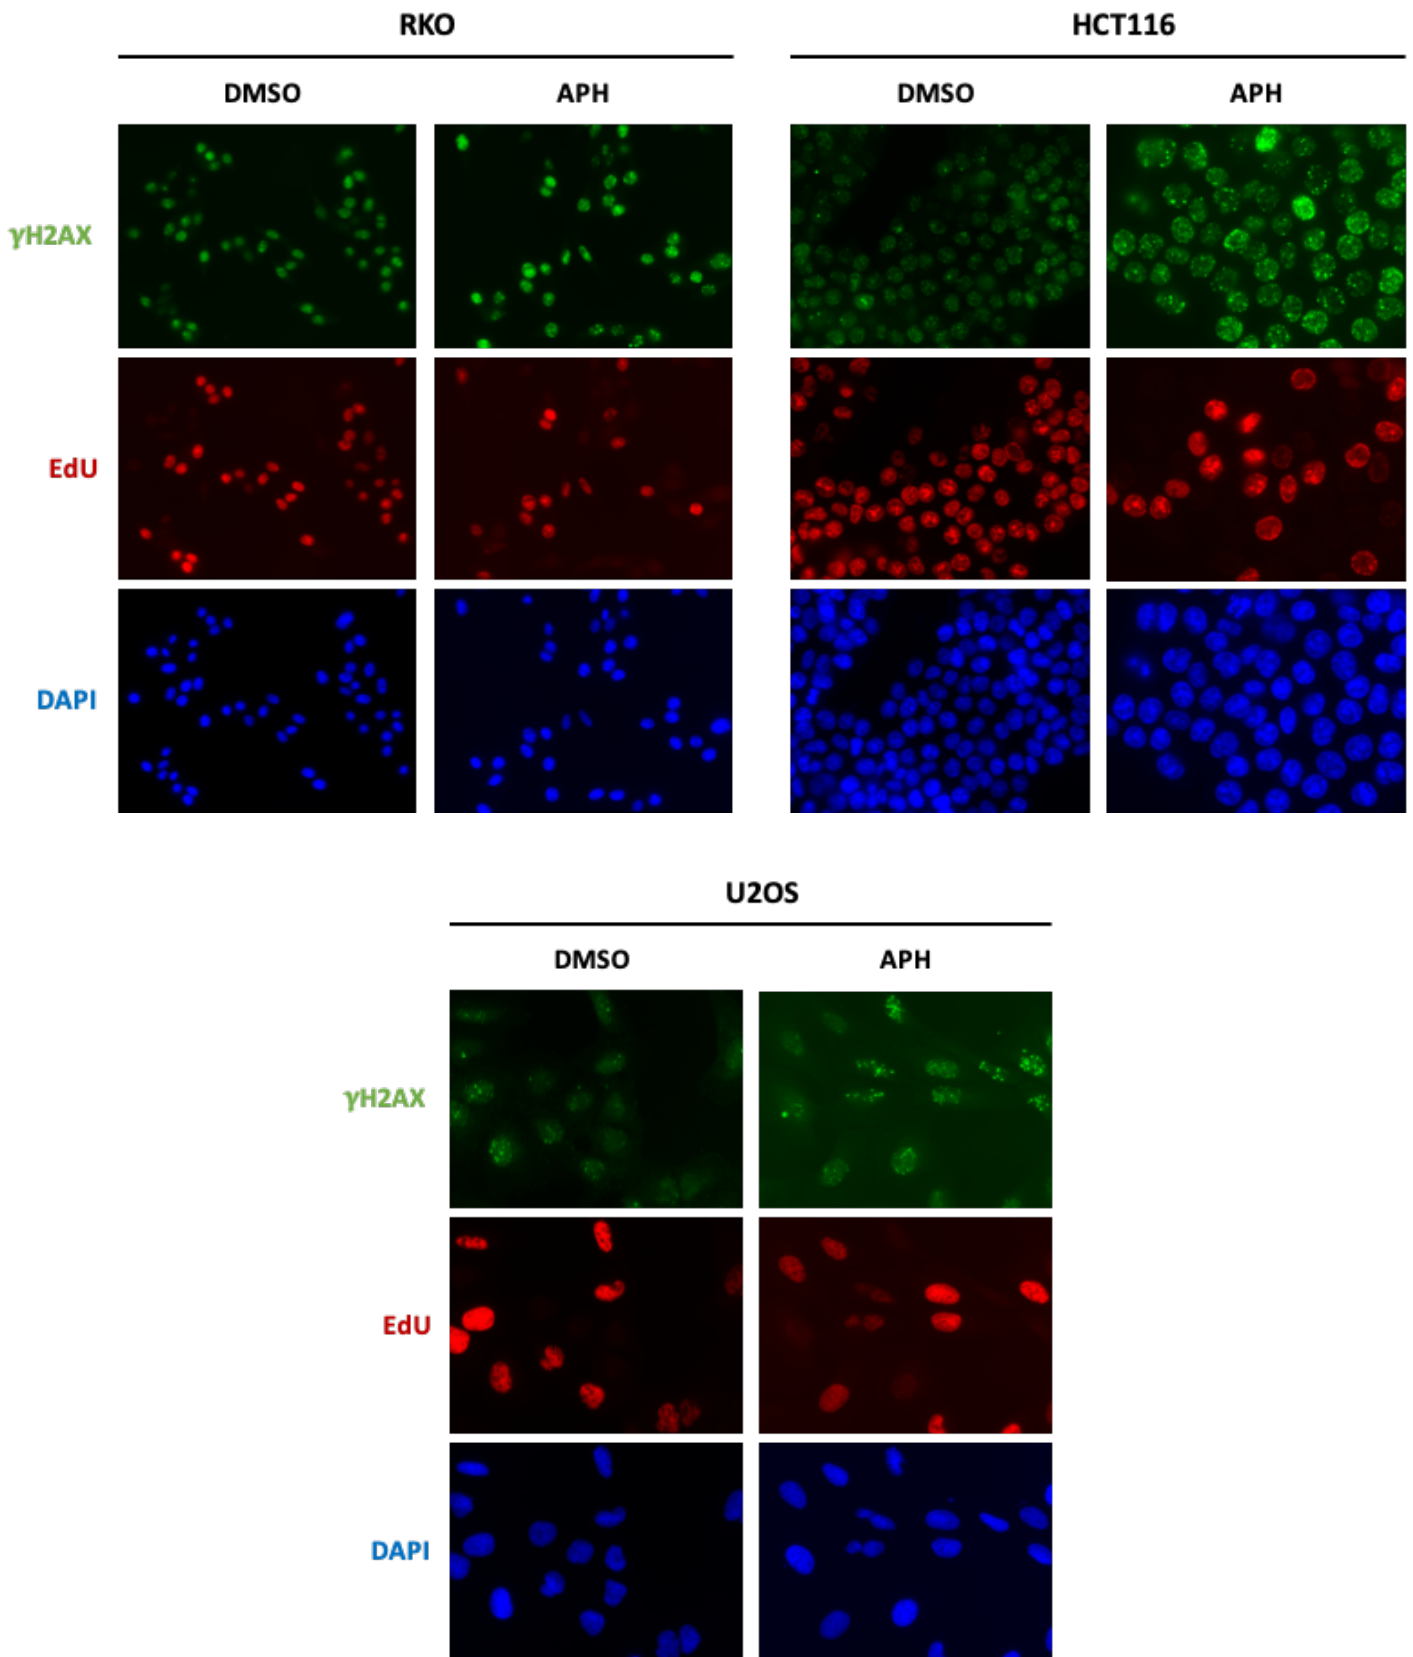 RKO HCT116
DMSO APH DMSO APH
γH2AX
EdU
DAPI
U2OS
DMSO APH
γH2AX
EdU
DAPI